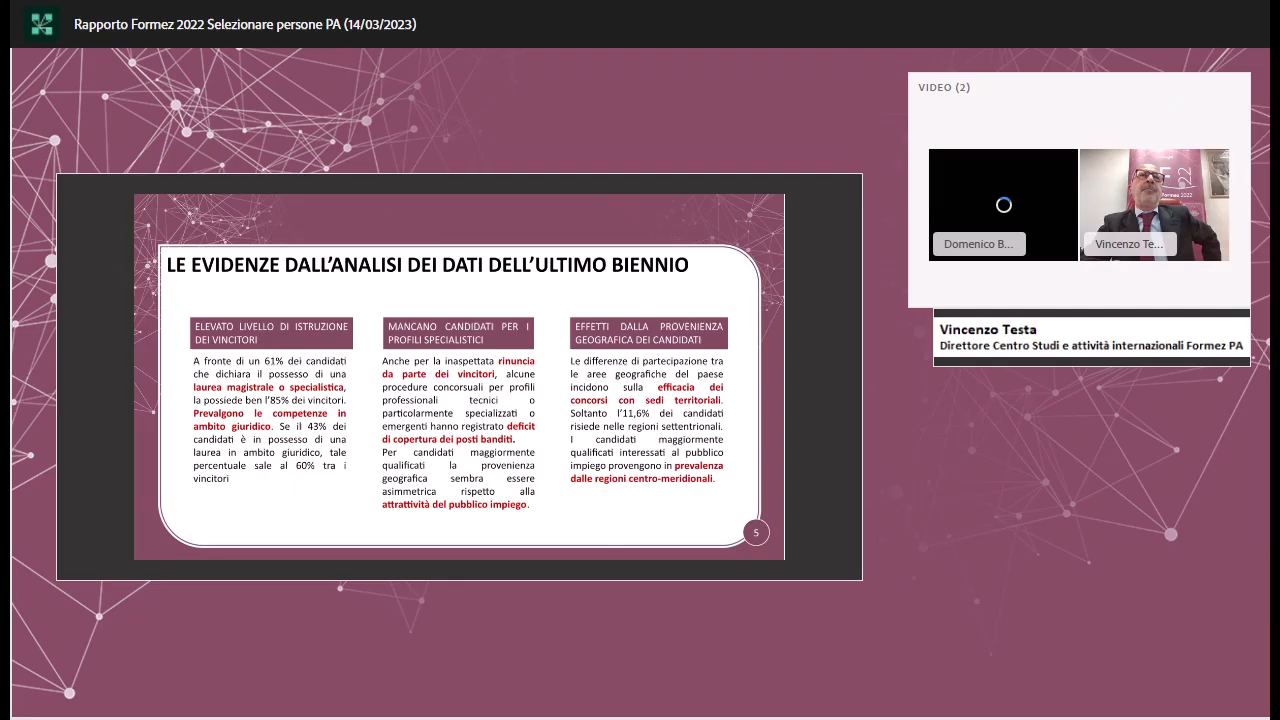 Rapporto Formez 2022 Selezionare persone PA (14/03/2023)
LE EVIDENZE DALL'ANALISI DEI DATI DELL'ULTIMO BIENNIO
ELEVATO LIVELLO DI ISTRUZIONE
DEI VINCITORI
A fronte di un 61% dei candidati
che dichiara il possesso di una
laurea magistrale o specialistica,
la possiede ben l'85% dei vincitori.
Prevalgono le competenze in
ambito giuridico. Se il 43% dei
candidati è in possesso di una
laurea in ambito giuridico, tale
percentuale sale al 60% tra i
vincitori
MANCANO CANDIDATI PER I
PROFILI SPECIALISTICI
Anche per la inaspettata rinuncia
da parte dei vincitori, alcune
procedure concorsuali per profili
professionali tecnici o
particolarmente specializzati o
emergenti hanno registrato deficit
di copertura dei posti banditi.
Per candidati maggiormente
qualificati la provenienza
geografica sembra essere
asimmetrica rispetto alla
attrattività del pubblico impiego.
EFFETTI DALLA PROVENIENZA
GEOGRAFICA DEI CANDIDATI
Le differenze di partecipazione tra
le aree geografiche del paese
incidono sulla efficacia dei
concorsi con sedi territoriali.
Soltanto l'11,6% dei candidati
risiede nelle regioni settentrionali.
I candidati maggiormente
qualificati interessati al pubblico
impiego provengono in prevalenza
dalle regioni centro-meridionali.
5
VIDEO (2)
Domenico B...
Vincenzo Te...
22
Formez 2022
Vincenzo Testa
Direttore Centro Studi e attività internazionali Formez PA